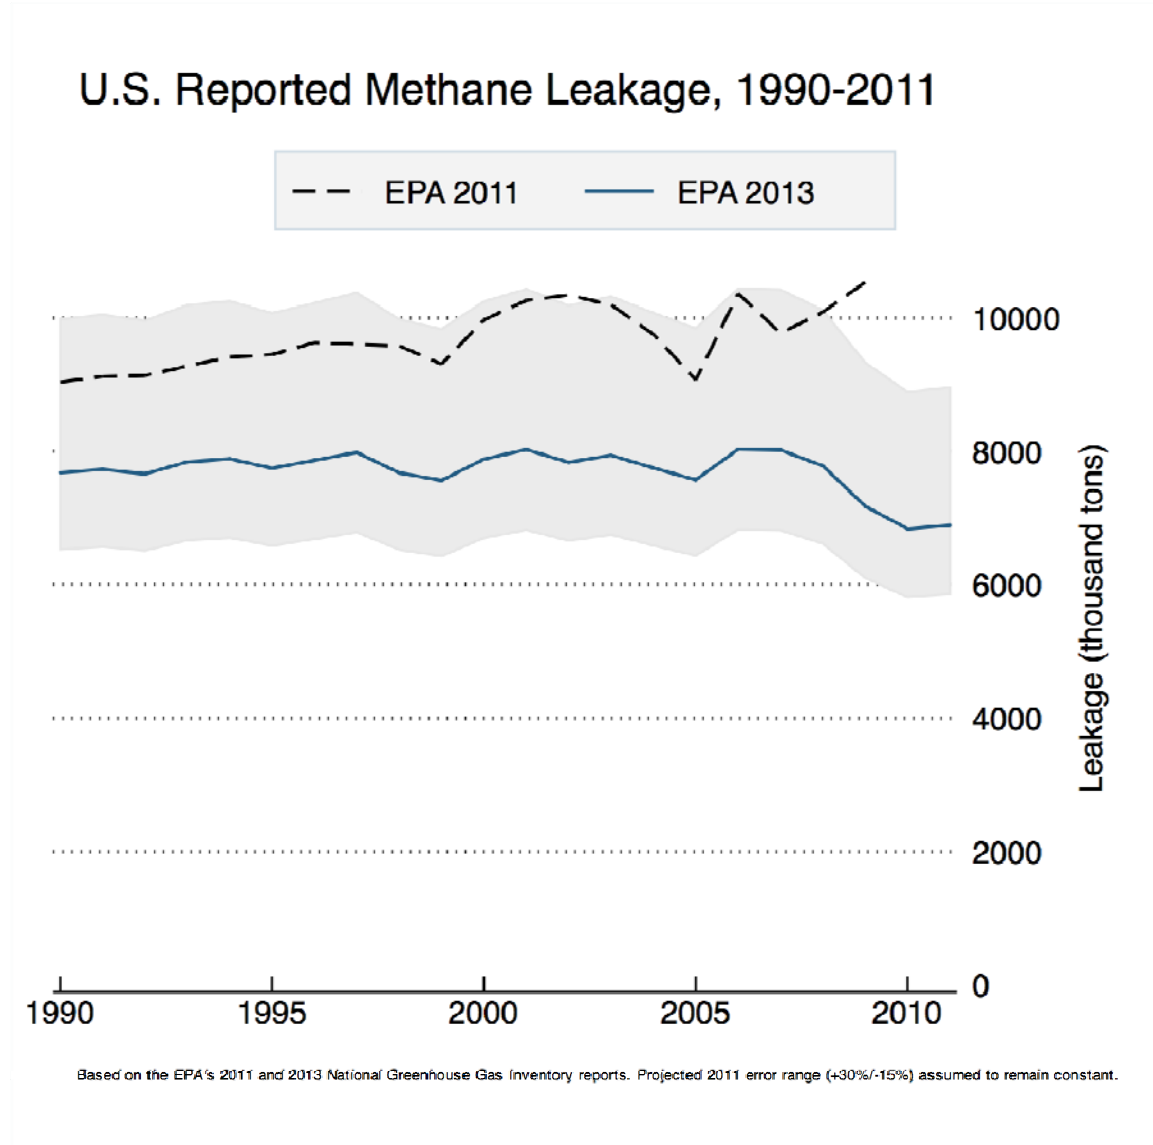 U.S. Reported Methane Leakage, 1990-2011
EPA 2011
EPA 2013
10000
8000
6000
4000
2000
0
Leakage (thousand tons)
1990
1995
2000
2005
2010
Based on the EPA's 2011 and 2013 National Greenhouse Gas Inventory reports. Projected 2011 error range (+30%/-15%) assumed to remain constant.